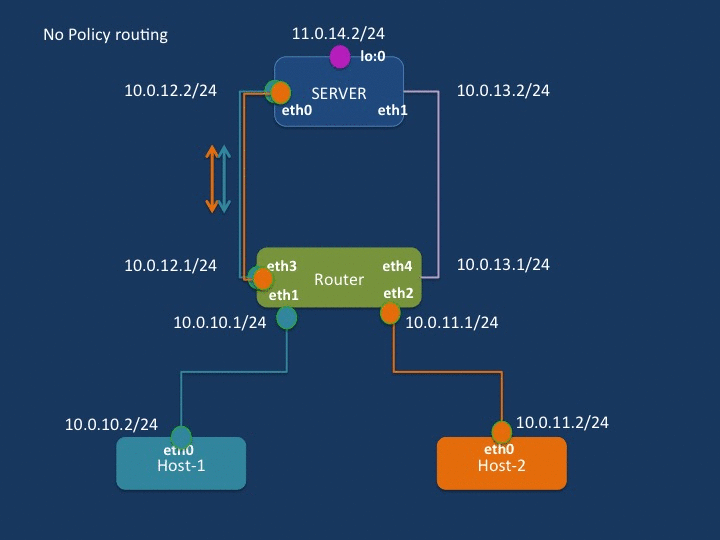 No Policy routing
11.0.14.2/24
lo:0
10.0.12.2/24
SERVER
10.0.13.2/24
eth0
eth1
10.0.12.1/24
eth3
eth4
10.0.13.1/24
Router
eth1
eth2
10.0.10.1/24
10.0.11.1/24
10.0.10.2/24
10.0.11.2/24
eth0
Host-1
eth0
Host-2